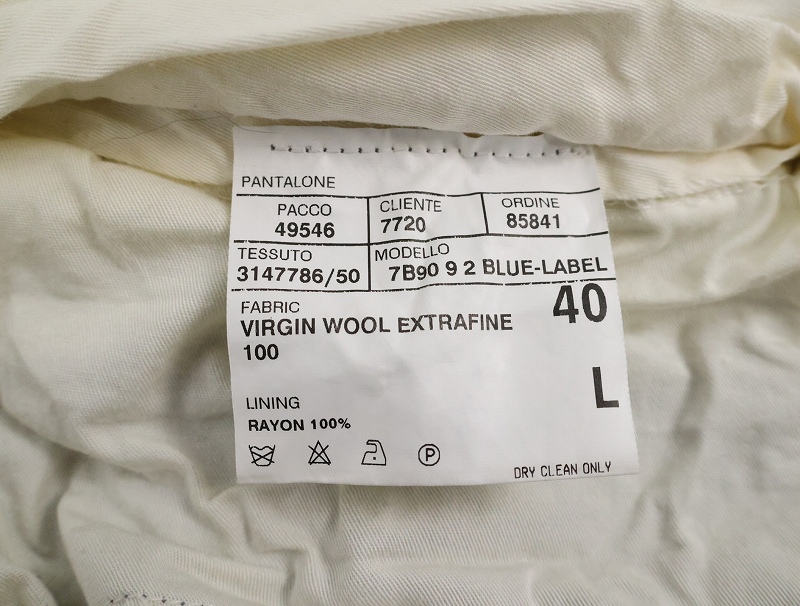 PANTALONE
PACCO CLIENTE ORDINE
49546 7720 85841
TESSUTO MODELLO
3147786/50 7B90 9 2 BLUE-LABEL
FABRIC 40
VIRGIN WOOL EXTRAFINE
100
L
LINING
RAYON 100%
P
DRY CLEAN ONLY